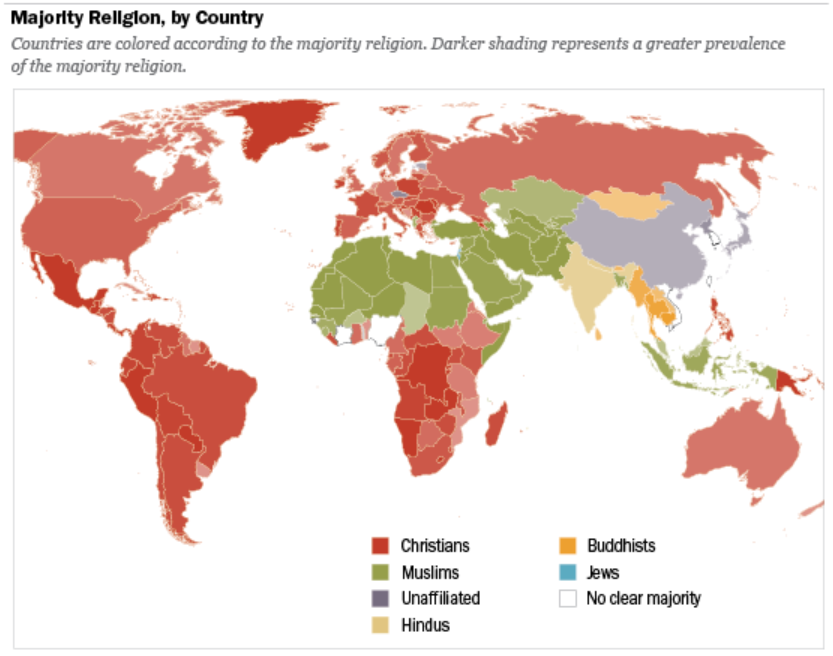 Majority Religion, by Country
Countries are colored according to the majority religion. Darker shading represents a greater prevalence
of the majority religion.
Christians
Muslims
Unaffiliated
Hindus
Buddhists
Jews
No clear majority